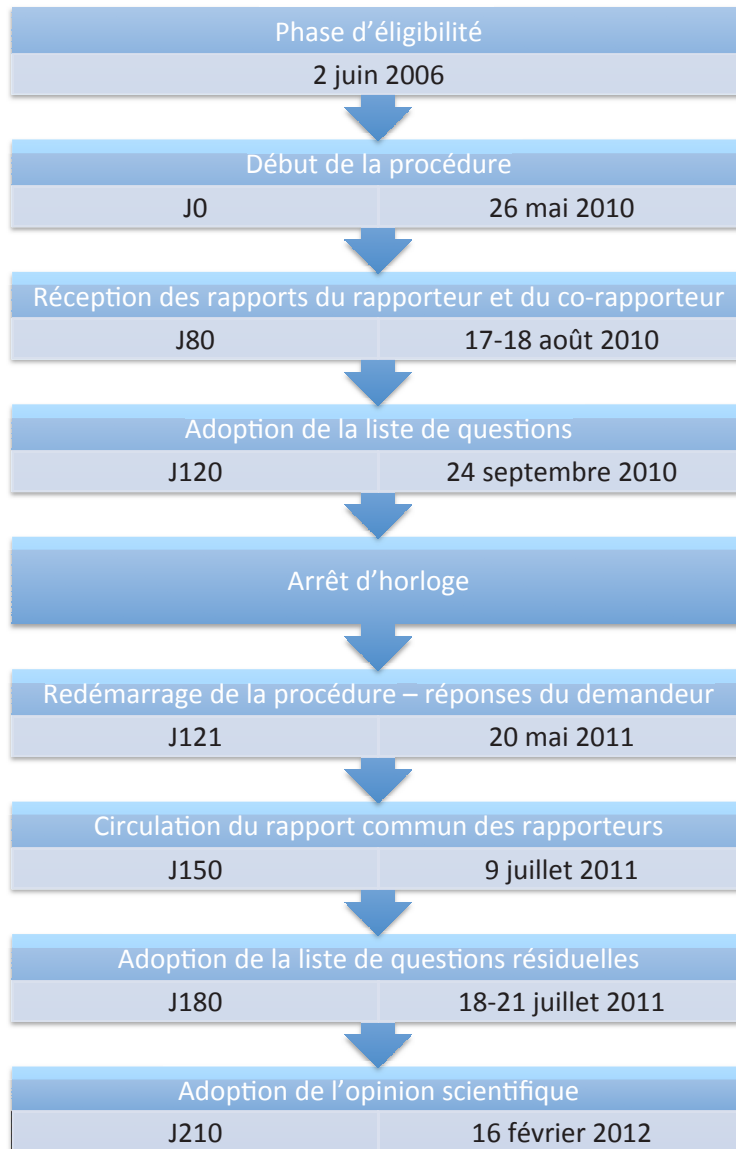 Phase d’éligibilité
2 juin 2006
Début de la procédure
J0 26 mai 2010
Réception des rapports du rapporteur et du co-rapporteur
J80 17-18 août 2010
Adoption de la liste de questions
J120 24 septembre 2010
Arrêt d’horloge
Redémarrage de la procédure – réponses du demandeur
J121 20 mai 2011
Circulation du rapport commun des rapporteurs
J150 9 juillet 2011
Adoption de la liste de questions résiduelles
J180 18-21 juillet 2011
Adoption de l’opinion scientifique
J210 16 février 2012